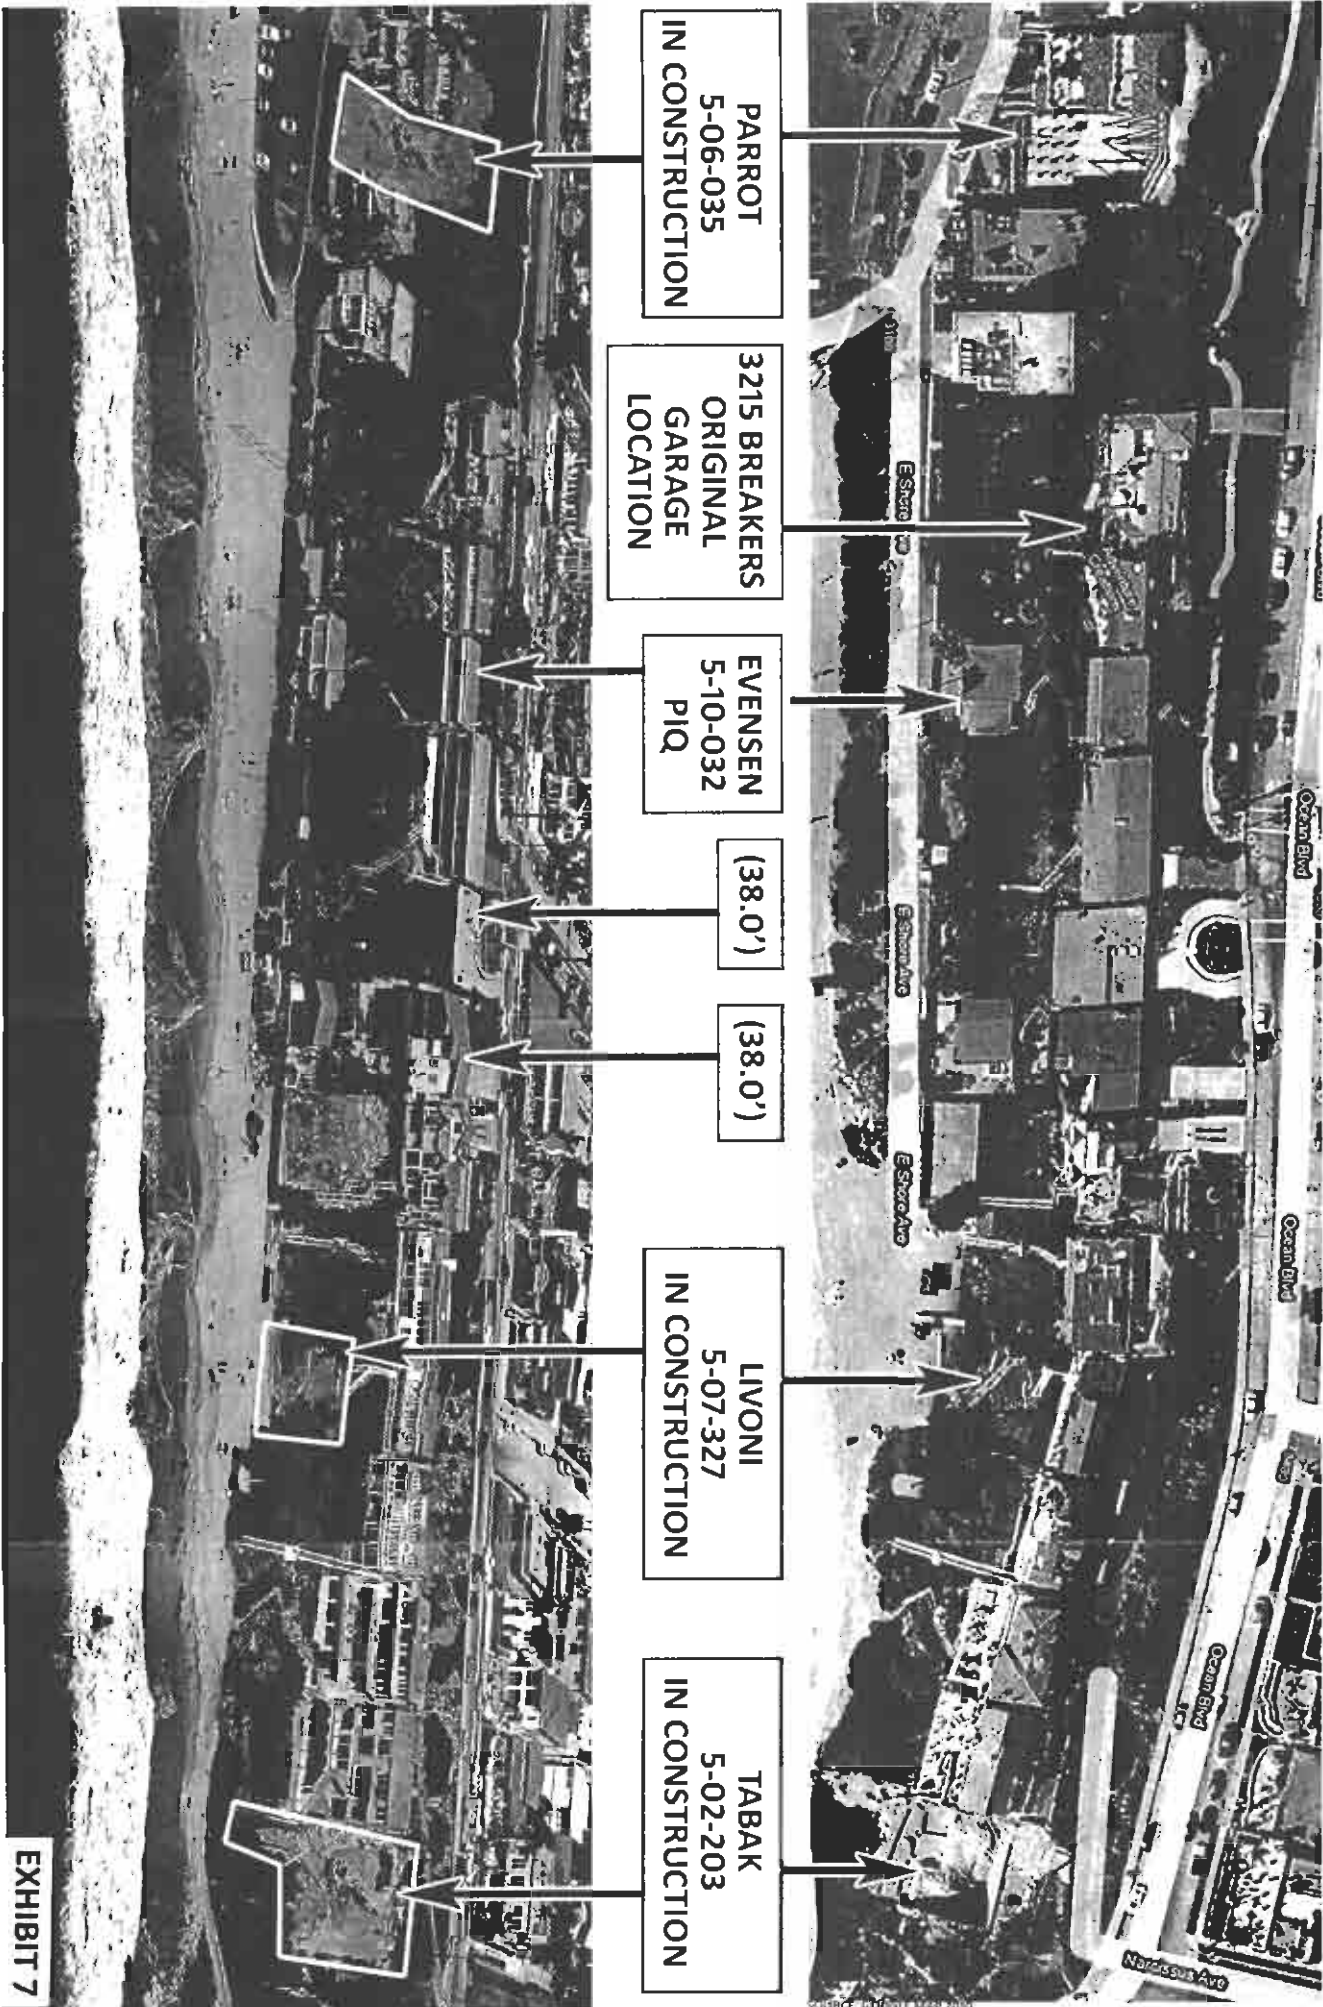 PARROT
5-06-035
IN CONSTRUCTION
3215 BREAKERS
ORIGINAL
GARAGE
LOCATION
EVENSEN
5-10-032
PIQ
(38.0')
(38.0')
LIVONI
5-07-327
IN CONSTRUCTION
TABAK
5-02-203
IN CONSTRUCTION
Ocean Blvd
Ocean Blvd
Ocean Blvd
Narcissus Ave
E Shore Ave
E Shore Ave
E Shore Ave
EXHIBIT 7